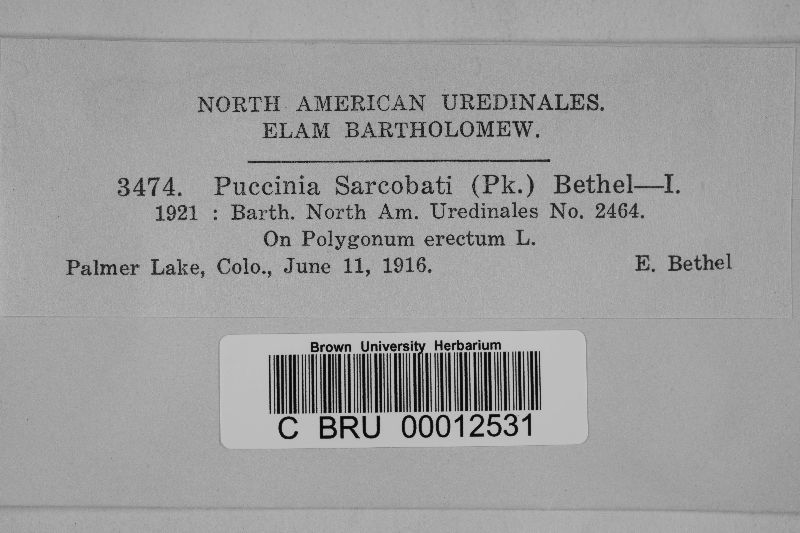 NORTH AMERICAN UREDINALES.
ELAM BARTHOLOMEW.
3474. Puccinia Sarcobati (Pk.) Bethel—I.
1921 : Barth. North Am. Uredinales No. 2464.
On Polygonum erectum L.
Palmer Lake, Colo., June 11, 1916. E. Bethel
Brown University Herbarium
C BRU 00012531